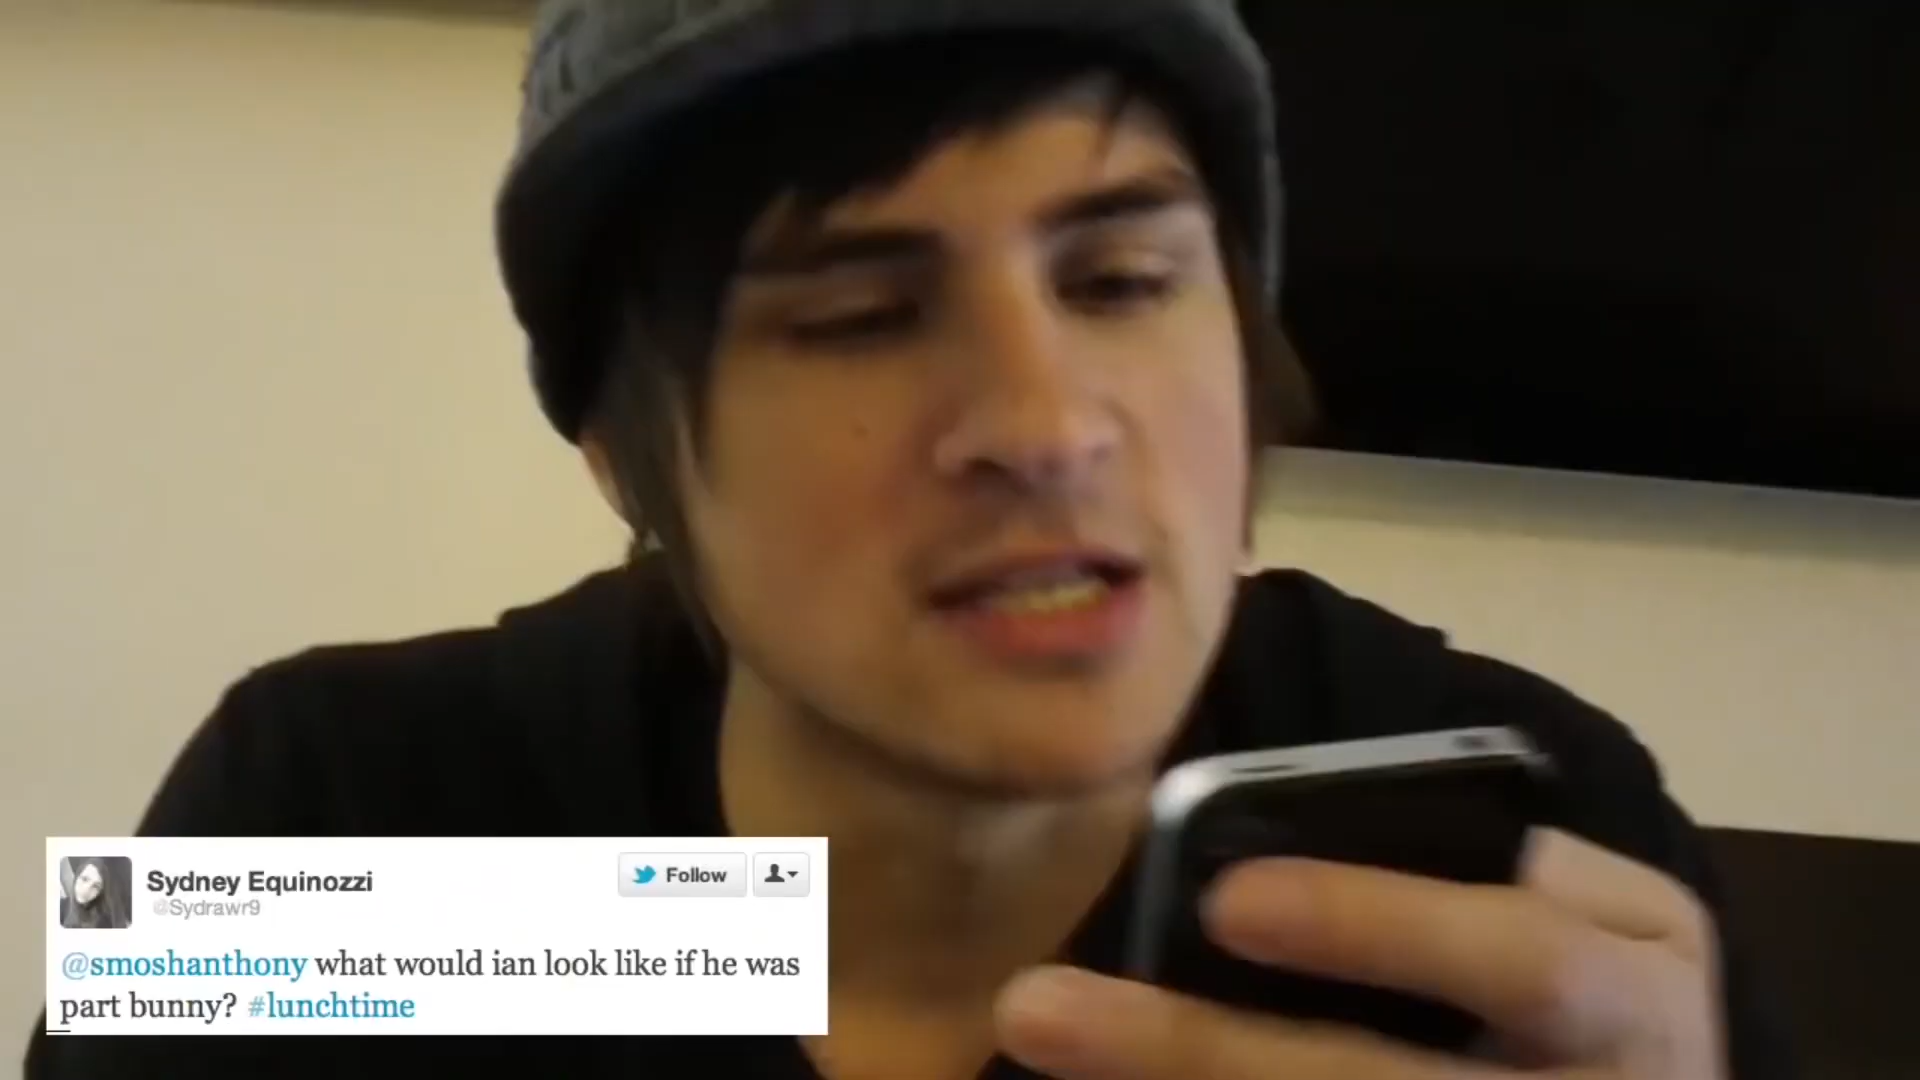 Sydney Equinozzi
@Sydrawr9
Follow
@smoshanthony what would ian look like if he was
part bunny? #lunchtime